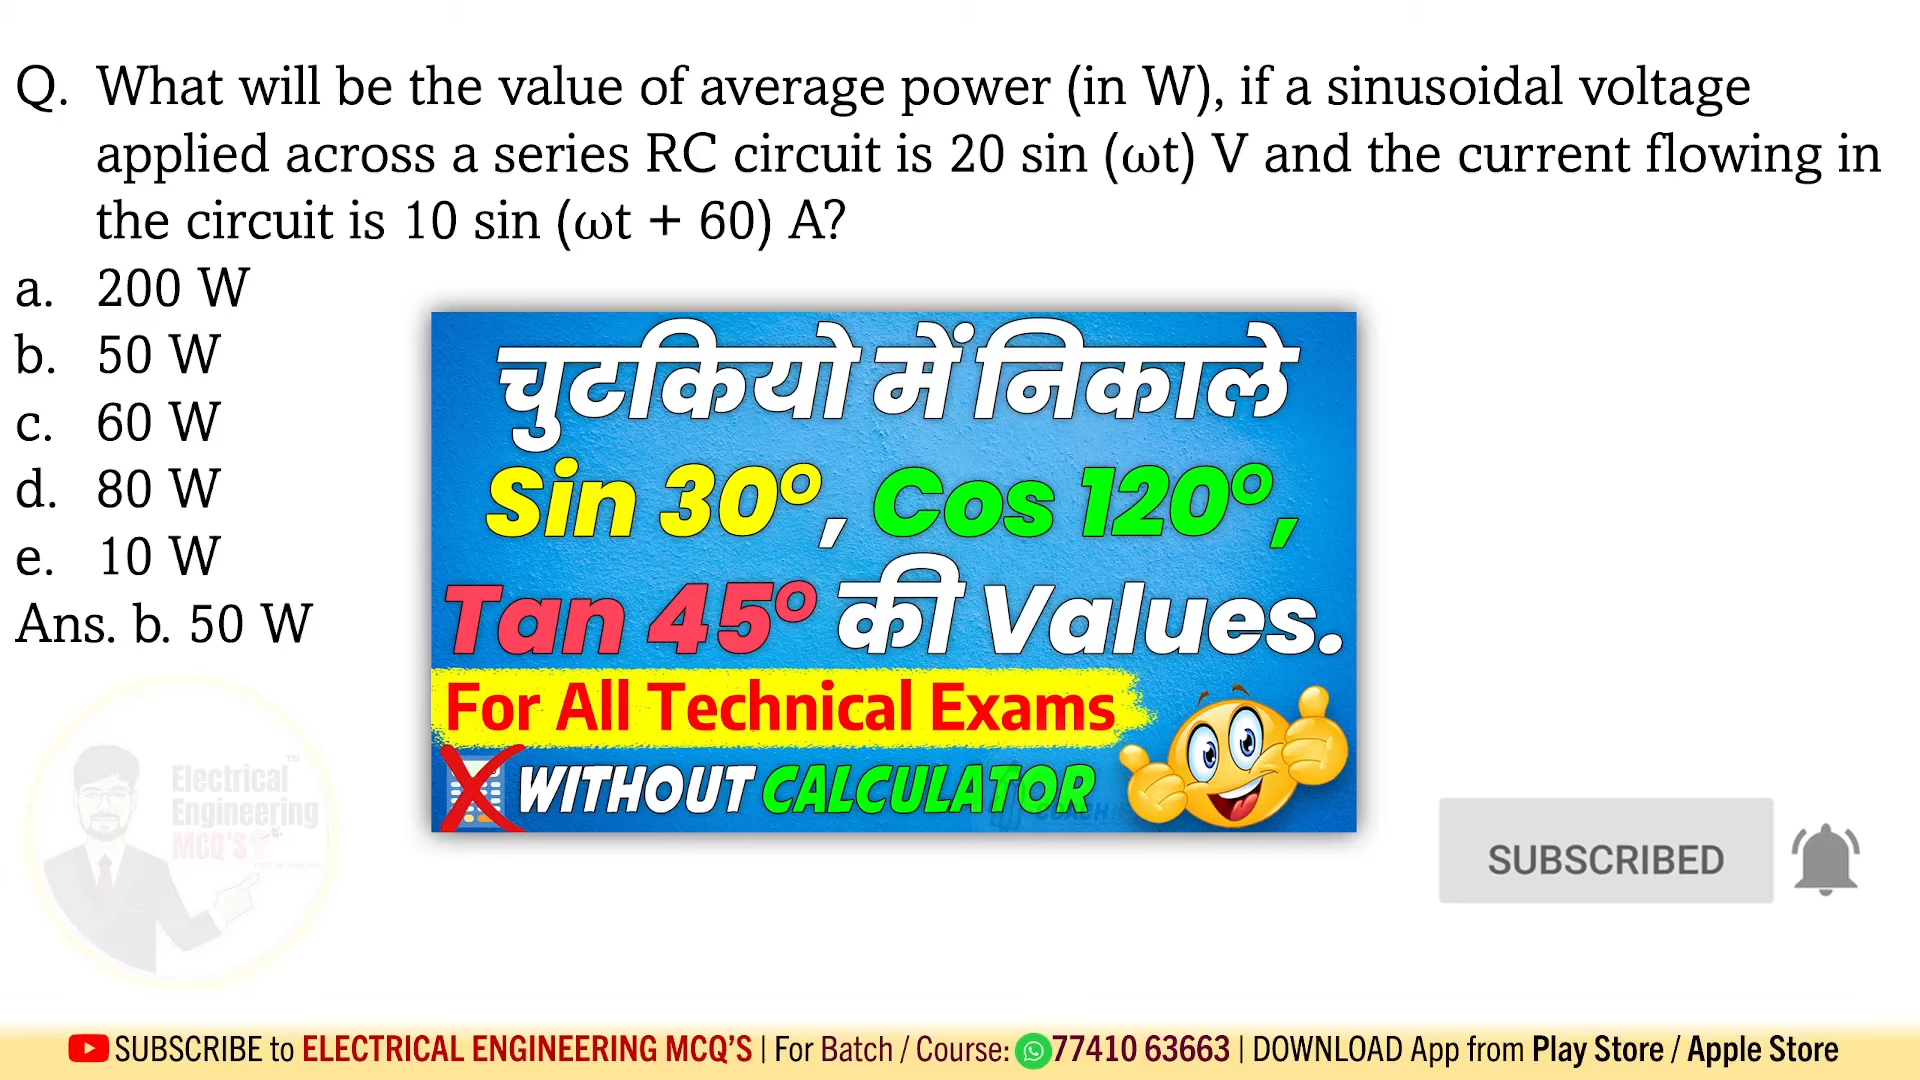 Q. What will be the value of average power (in W), if a sinusoidal voltage
applied across a series RC circuit is 20 sin (ωt) V and the current flowing in
the circuit is 10 sin (ωt + 60) A?
a. 200 W
b. 50 W
c. 60 W
d. 80 W
e. 10 W
Ans. b. 50 W
चुटकियो में निकाले
Sin 30°, Cos 120°,
Tan 45° की Values.
For All Technical Exams
WITHOUT CALCULATOR
Electrical
Engineering
MCQ'S
TM
SUBSCRIBED
SUBSCRIBE to ELECTRICAL ENGINEERING MCQ'S | For Batch / Course: 77410 63663 | DOWNLOAD App from Play Store / Apple Store